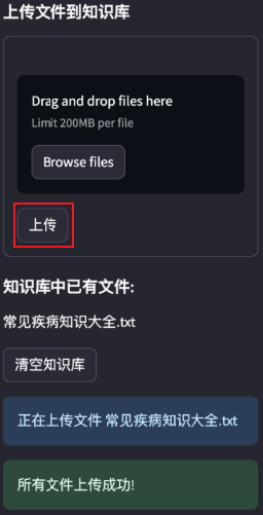 上传文件到知识库
Drag and drop files here
Limit 200MB per file
Browse files
上传
知识库中已有文件:
常见疾病知识大全.txt
清空知识库
正在上传文件 常见疾病知识大全.txt
所有文件上传成功!